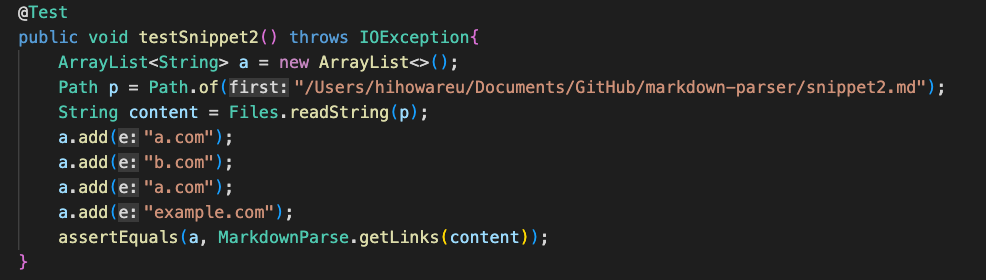 @Test
public void testSnippet2() throws IOException{
ArrayList<String> a = new ArrayList<>();
Path p = Path.of(first: "/Users/hihowareu/Documents/GitHub/markdown-parser/snippet2.md");
String content = Files.readString(p);
a.add(e: "a.com");
a.add(e: "b.com");
a.add(e: "a.com");
a.add(e: "example.com");
assertEquals(a, MarkdownParse.getLinks(content));
}